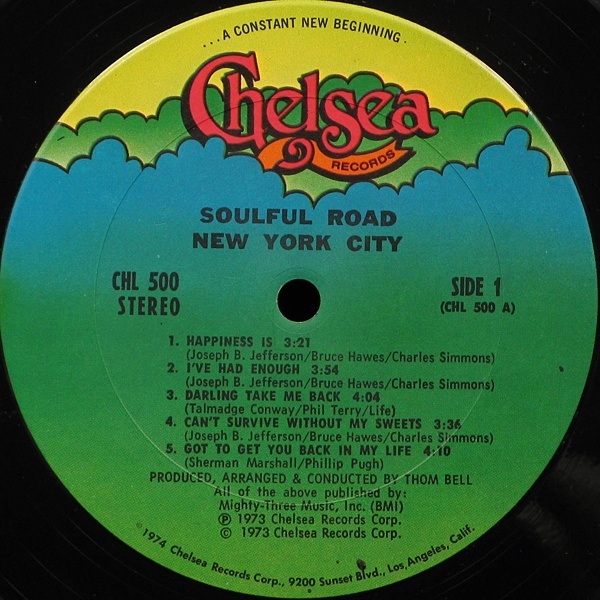 ...A CONSTANT NEW BEGINNING.
Chelsea
RECORDS
SOULFUL ROAD
NEW YORK CITY
CHL 500
STEREO
SIDE 1
(CHL 500 A)
1. HAPPINESS IS 3:21
(Joseph B. Jefferson/Bruce Hawes/Charles Simmons)
2. I'VE HAD ENOUGH 3:54
(Joseph B. Jefferson/Bruce Hawes/Charles Simmons)
3. DARLING TAKE ME BACK 4:04
(Talmadge Conway/Phil Terry/Life)
4. CAN'T SURVIVE WITHOUT MY SWEETS 3:36
(Joseph B. Jefferson/Bruce Hawes/Charles Simmons)
5. GOT TO GET YOU BACK IN MY LIFE 4:10
(Sherman Marshall/Phillip Pugh)
PRODUCED, ARRANGED & CONDUCTED BY THOM BELL
All of the above published by:
Mighty-Three Music, Inc. (BMI)
℗ 1973 Chelsea Records Corp.
© 1973 Chelsea Records Corp.
©1974 Chelsea Records Corp., 9200 Sunset Blvd., Los Angeles, Calif.